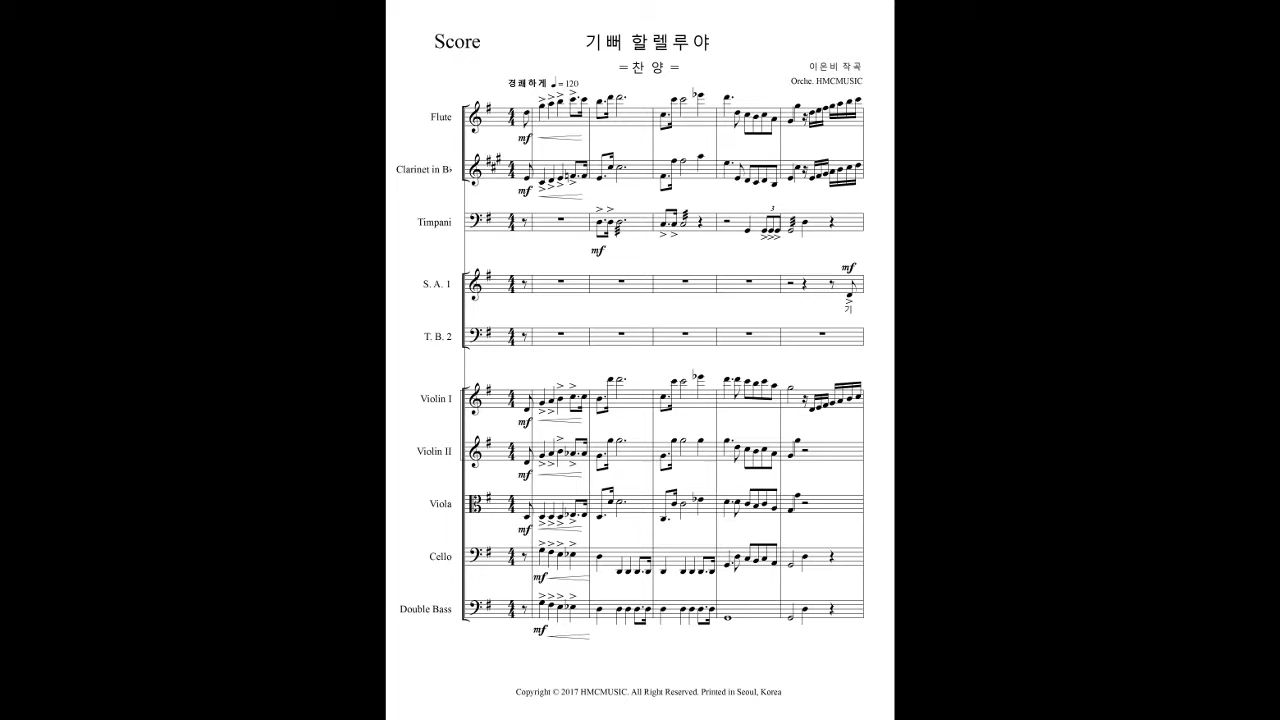 Score
기 뻐 할 렐 루 야
= 찬 양 =
이 은 비 작 곡
Orche. HMCMUSIC
경쾌하게 ♩= 120
Flute
mf
Clarinet in B♭
mf
Timpani
3
mf
mf
S. A. 1
기
T. B. 2
Violin I
mf
Violin II
mf
Viola
mf
Cello
mf
Double Bass
mf
Copyright © 2017 HMCMUSIC. All Right Reserved. Printed in Seoul, Korea